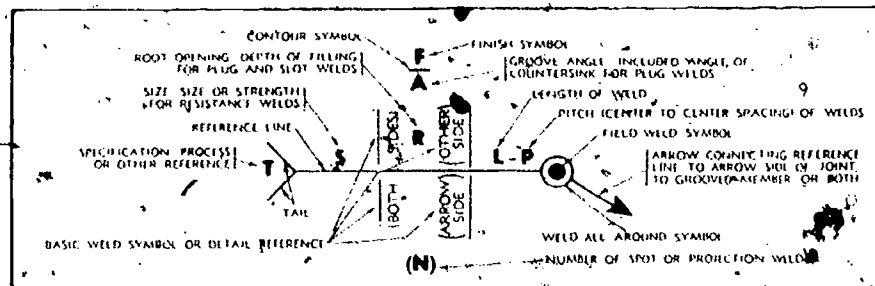 CONTOUR SYMBOL
F
FINISH SYMBOL
ROOT OPENING, DEPTH OF FILLING
FOR PLUG AND SLOT WELDS
A
GROOVE ANGLE INCLUDED ANGLE OF
COUNTERSINK FOR PLUG WELDS
SIZE SIZE OR STRENGTH
FOR RESISTANCE WELDS
LENGTH OF WELD
9
PITCH (CENTER TO CENTER SPACING) OF WELDS
REFERENCE LINE
S
R
SIDES)
(OTHER
SIDE)
L-P
FIELD WELD SYMBOL
SPECIFICATION PROCESS
OR OTHER REFERENCE
T
ARROW CONNECTING REFERENCE
LINE TO ARROW SIDE OF JOINT
TO GROOVED MEMBER OR BOTH
TAIL
(BOTH
(ARROW
SIDE)
BASIC WELD SYMBOL OR DETAIL REFERENCE
WELD ALL AROUND SYMBOL
(N)
NUMBER OF SPOT OR PROJECTION WELD